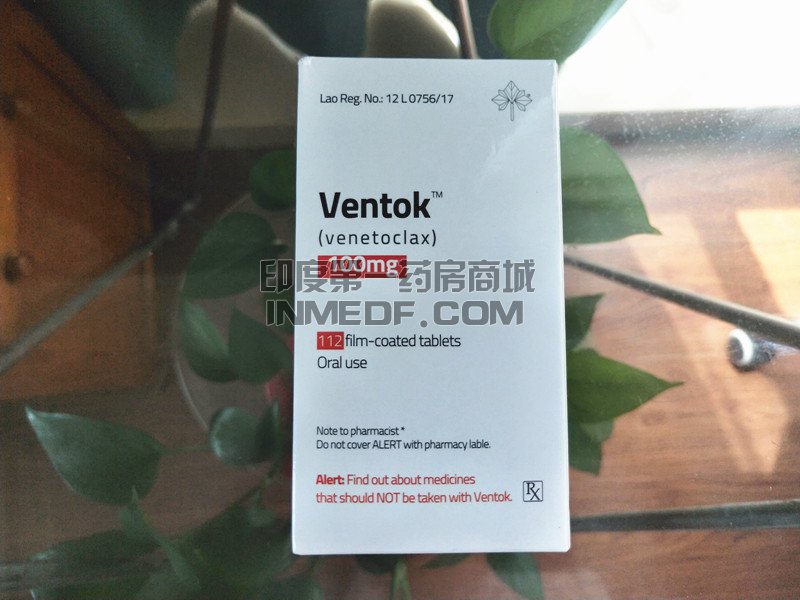 Lao Reg. No.: 12 L 0756/17
Ventok™
(venetoclax)
100mg
印度第一药房商城
INMEDF.COM
112 film-coated tablets
Oral use
Note to pharmacist *
Do not cover ALERT with pharmacy lable.
Alert: Find out about medicines
that should NOT be taken with Ventok.
Rx